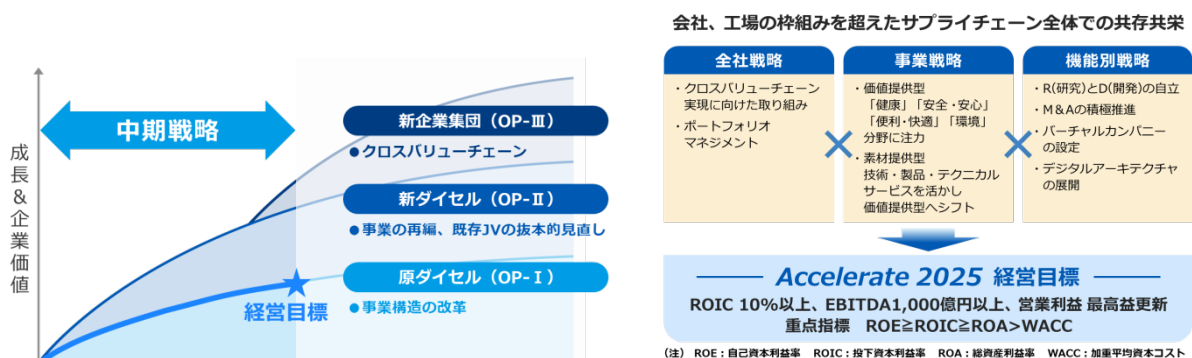 成長＆企業価値
中期戦略
新企業集団（OP-Ⅲ）
●クロスバリューチェーン
新ダイセル（OP-Ⅱ）
●事業の再編、既存JVの抜本的見直し
原ダイセル（OP-Ⅰ）
●事業構造の改革
経営目標
会社、工場の枠組みを超えたサプライチェーン全体での共存共栄
全社戦略
・クロスバリューチェーン
実現に向けた取り組み
・ポートフォリオ
マネジメント
×
事業戦略
・価値提供型
「健康」「安全・安心」
「便利・快適」「環境」
分野に注力
・素材提供型
技術・製品・テクニカル
サービスを活かし
価値提供型へシフト
×
機能別戦略
・R(研究)とD(開発)の自立
・M＆Aの積極推進
・バーチャルカンパニー
の設定
・デジタルアーキテクチャ
の展開
Accelerate 2025 経営目標
ROIC 10％以上、EBITDA1,000億円以上、営業利益 最高益更新
重点指標　ROE≧ROIC≧ROA>WACC
（注） ROE：自己資本利益率　ROIC：投下資本利益率　ROA：総資産利益率　WACC：加重平均資本コスト